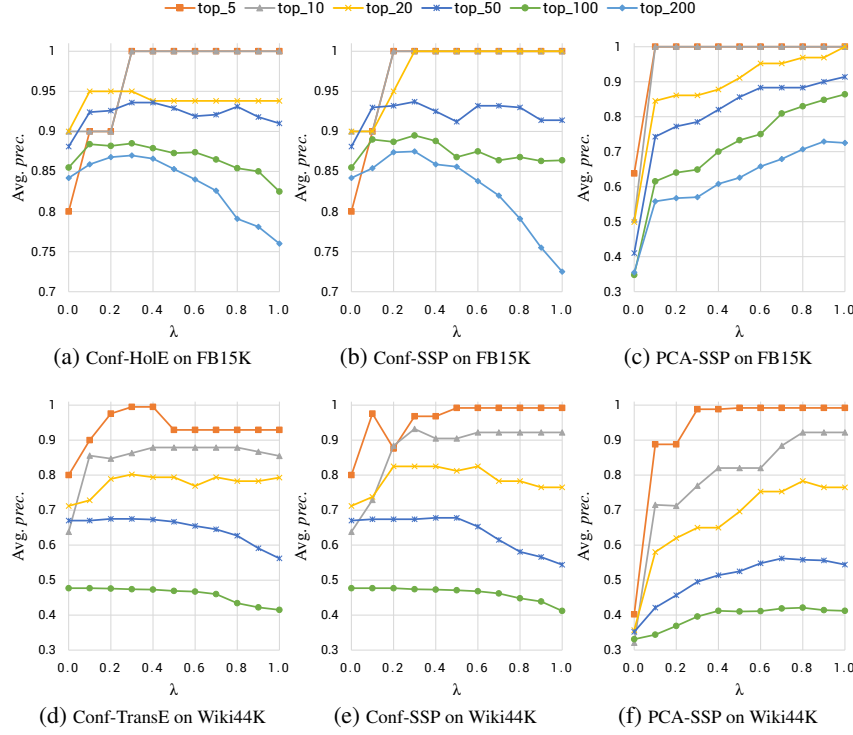 top_5 top_10 top_20 top_50 top_100 top_200
Avg. prec.
1
0.95
0.9
0.85
0.8
0.75
0.7
0.0 0.2 0.4 0.6 0.8 1.0
λ
(a) Conf-HolE on FB15K
Avg. prec.
1
0.95
0.9
0.85
0.8
0.75
0.7
0.0 0.2 0.4 0.6 0.8 1.0
λ
(b) Conf-SSP on FB15K
Avg. prec.
1
0.9
0.8
0.7
0.6
0.5
0.4
0.3
0.0 0.2 0.4 0.6 0.8 1.0
λ
(c) PCA-SSP on FB15K
Avg. prec.
1
0.9
0.8
0.7
0.6
0.5
0.4
0.3
0.0 0.2 0.4 0.6 0.8 1.0
λ
(d) Conf-TransE on Wiki44K
Avg. prec.
1
0.9
0.8
0.7
0.6
0.5
0.4
0.3
0.0 0.2 0.4 0.6 0.8 1.0
λ
(e) Conf-SSP on Wiki44K
Avg. prec.
1
0.9
0.8
0.7
0.6
0.5
0.4
0.3
0.0 0.2 0.4 0.6 0.8 1.0
λ
(f) PCA-SSP on Wiki44K